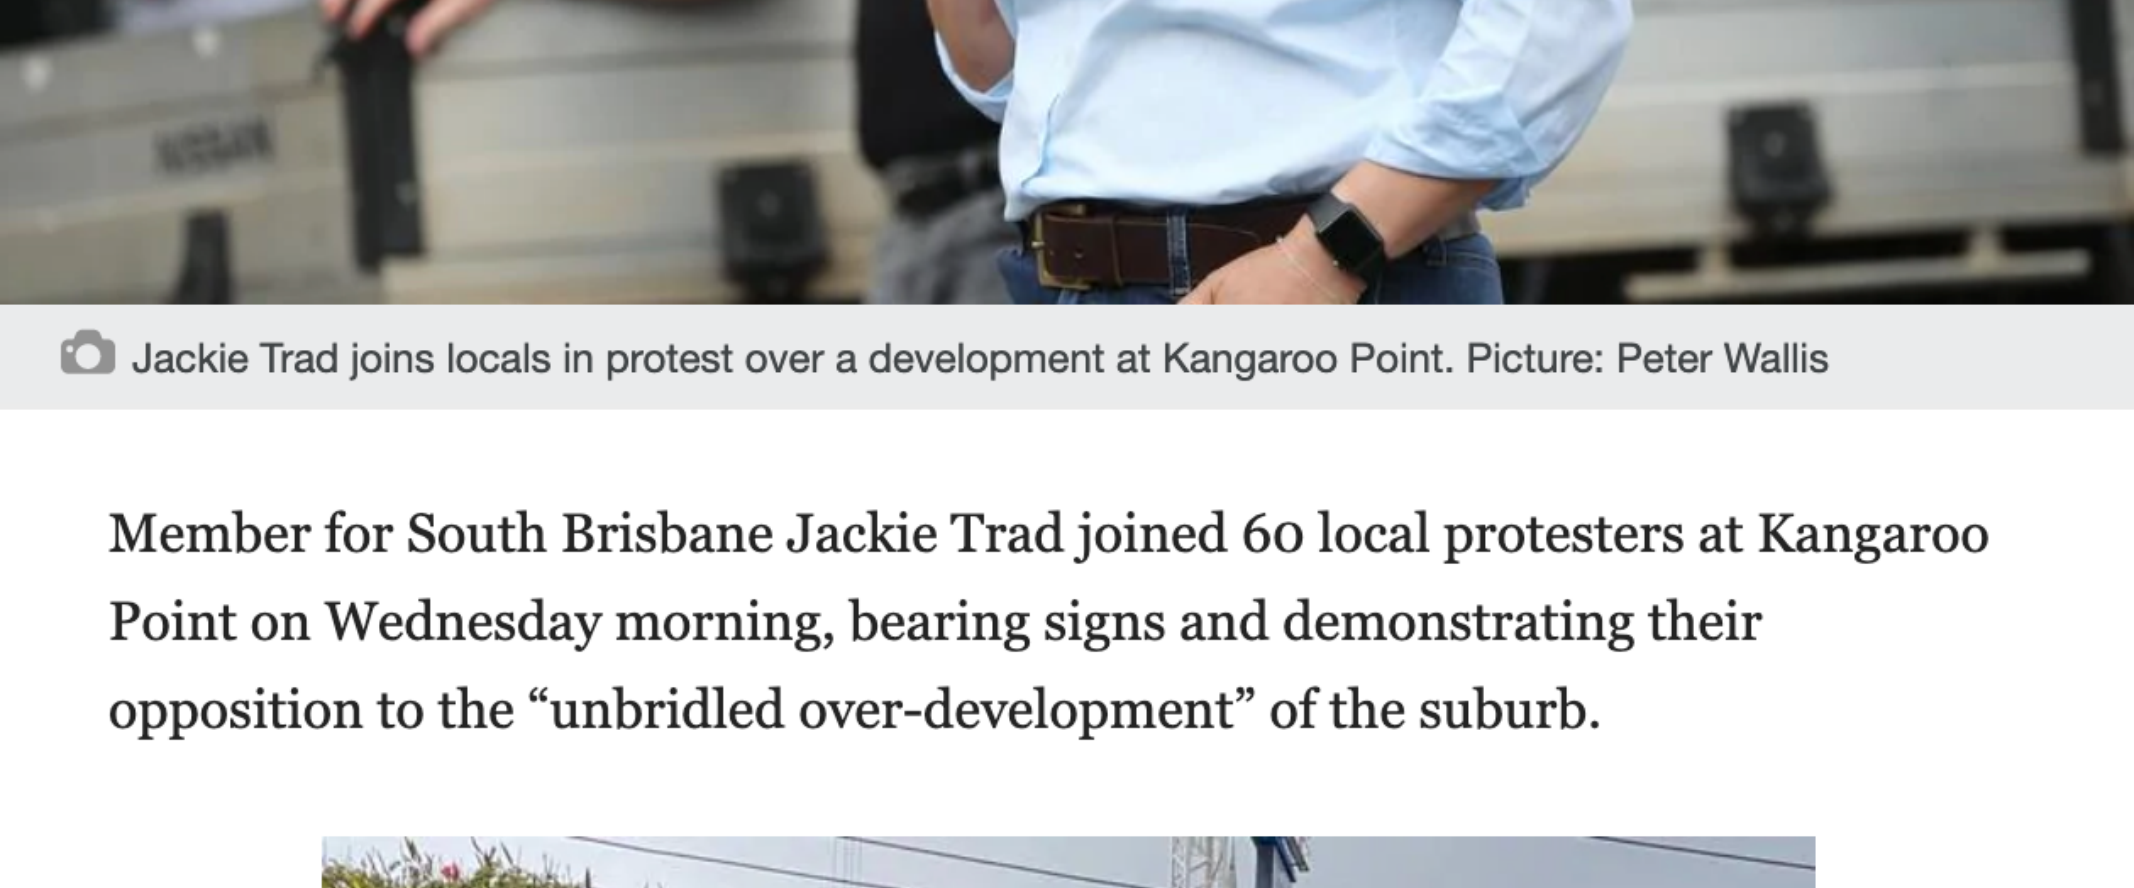 NISSAN
Jackie Trad joins locals in protest over a development at Kangaroo Point. Picture: Peter Wallis
Member for South Brisbane Jackie Trad joined 60 local protesters at Kangaroo
Point on Wednesday morning, bearing signs and demonstrating their
opposition to the “unbridled over-development” of the suburb.